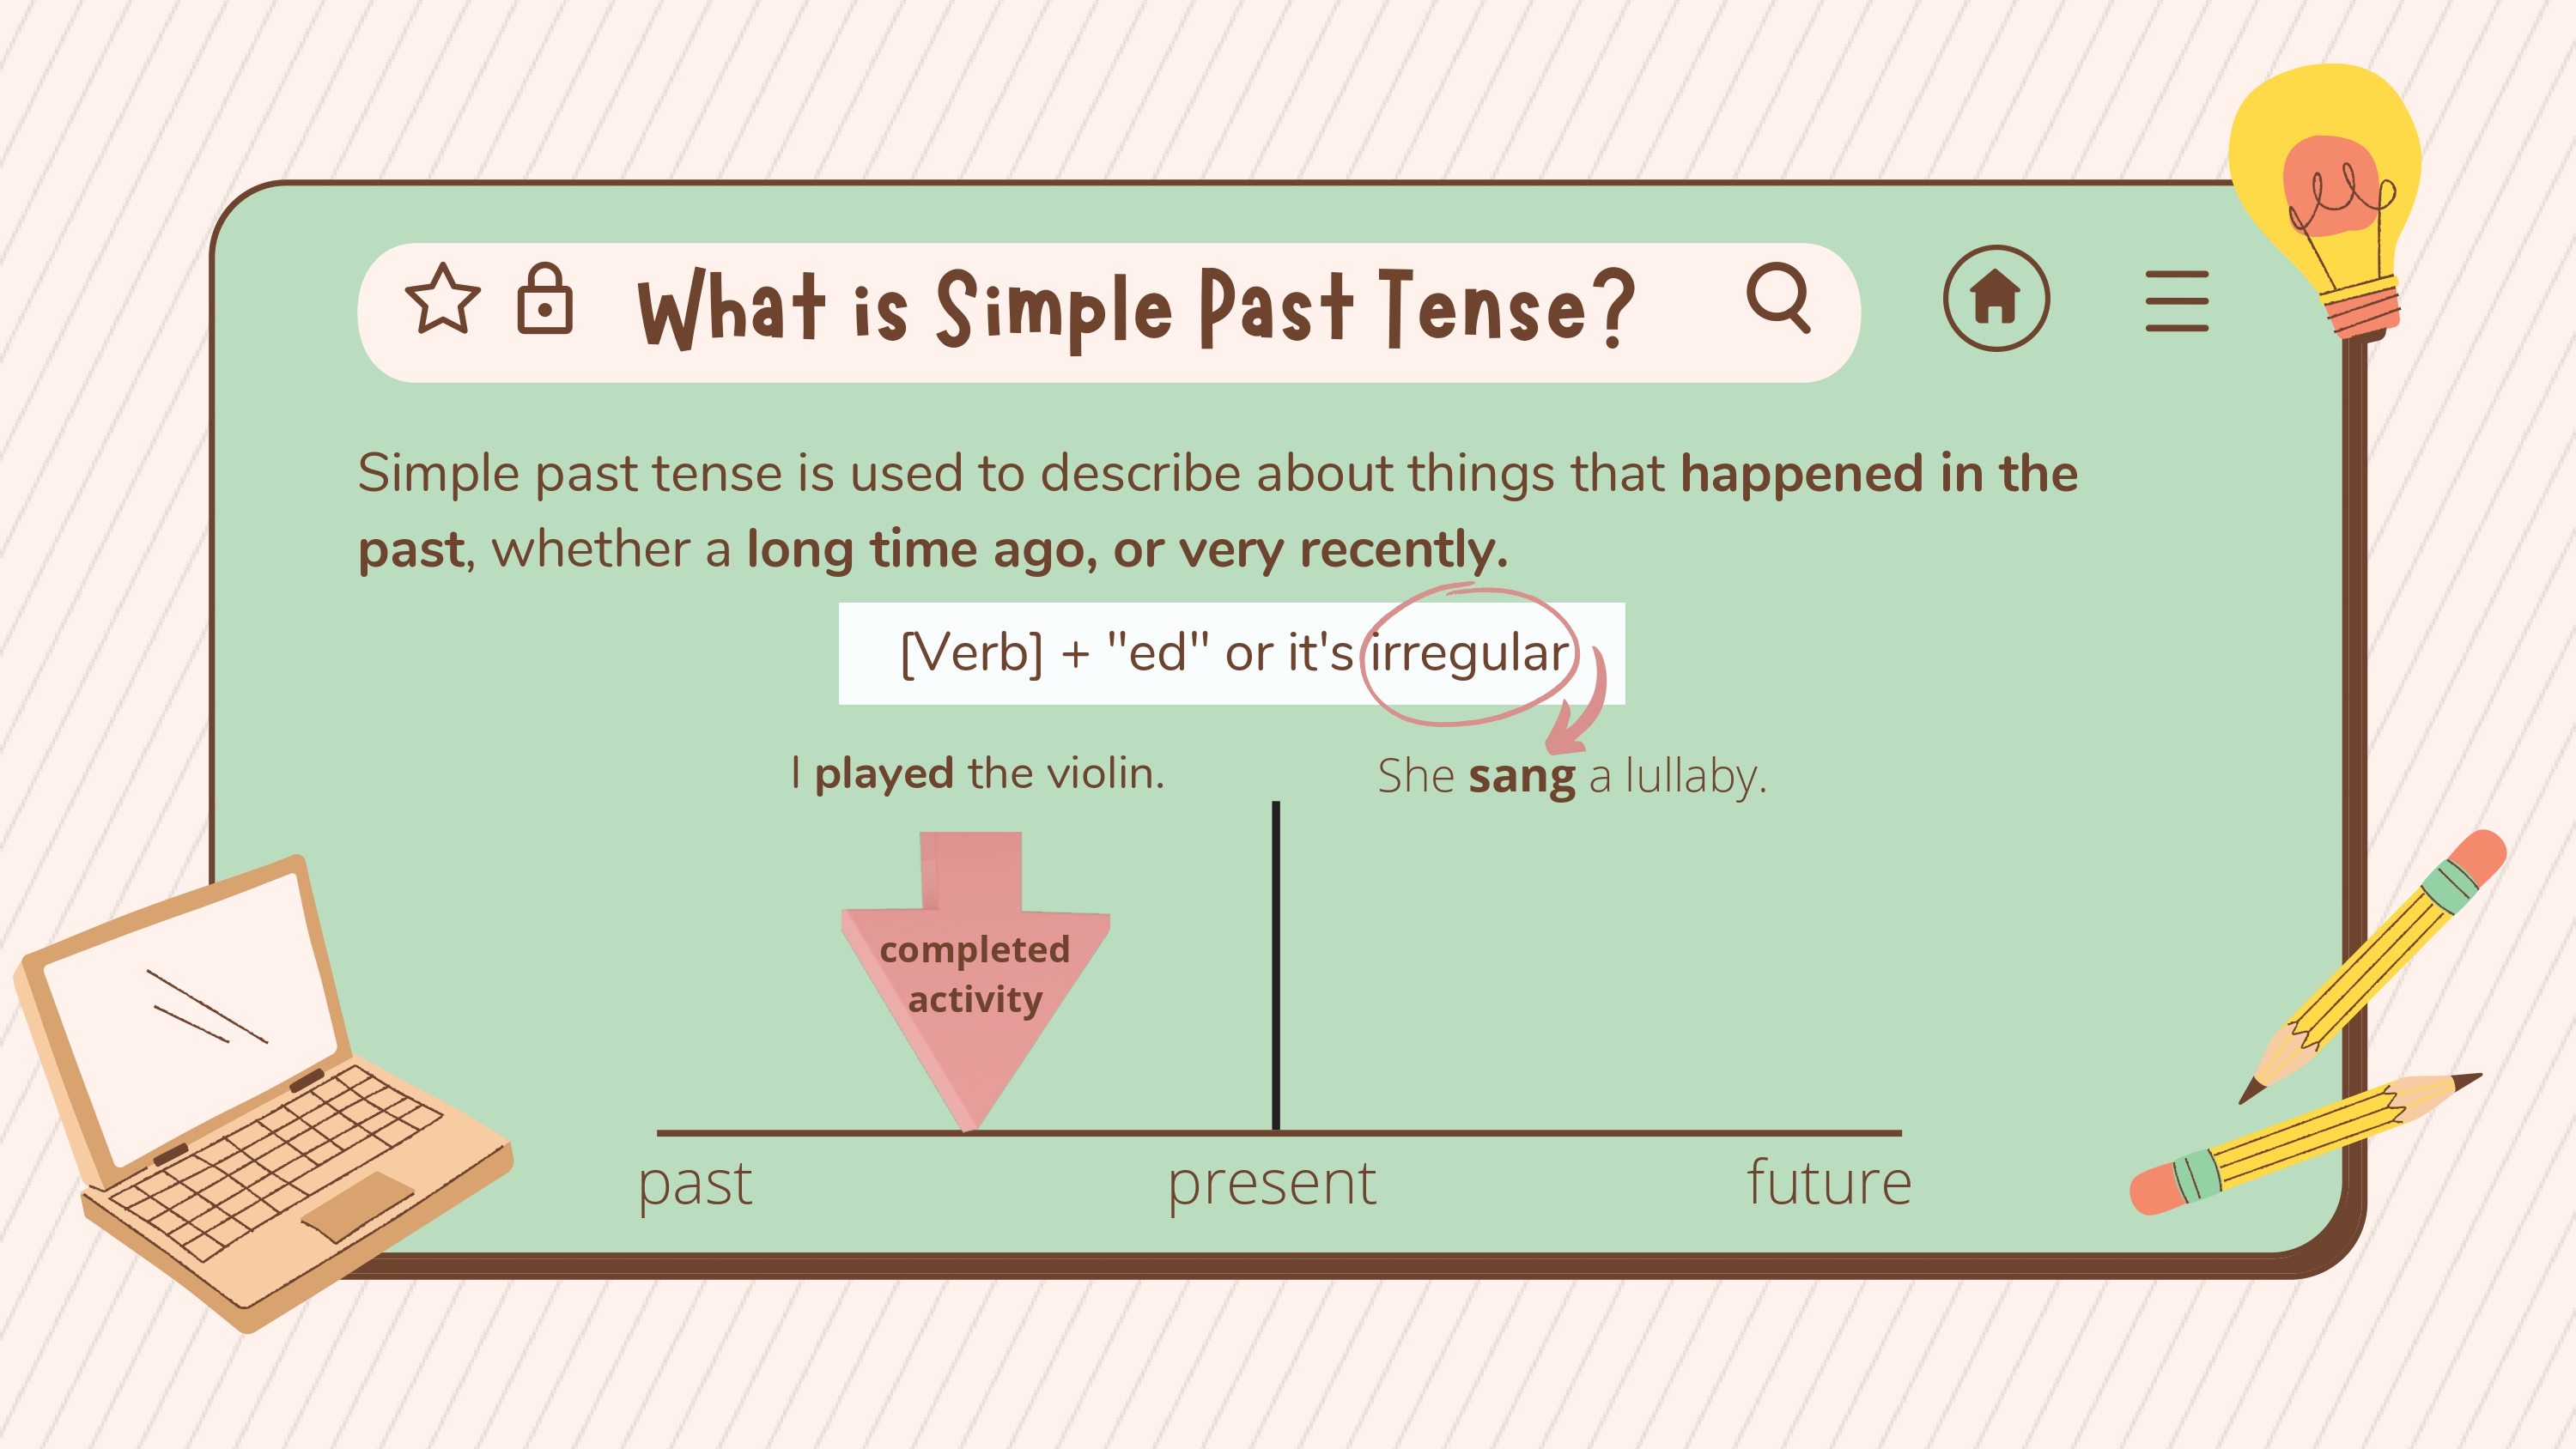 What is Simple Past Tense?
Simple past tense is used to describe about things that happened in the
past, whether a long time ago, or very recently.
[Verb] + "ed" or it's irregular
I played the violin.
She sang a lullaby.
completed
activity
past
present
future